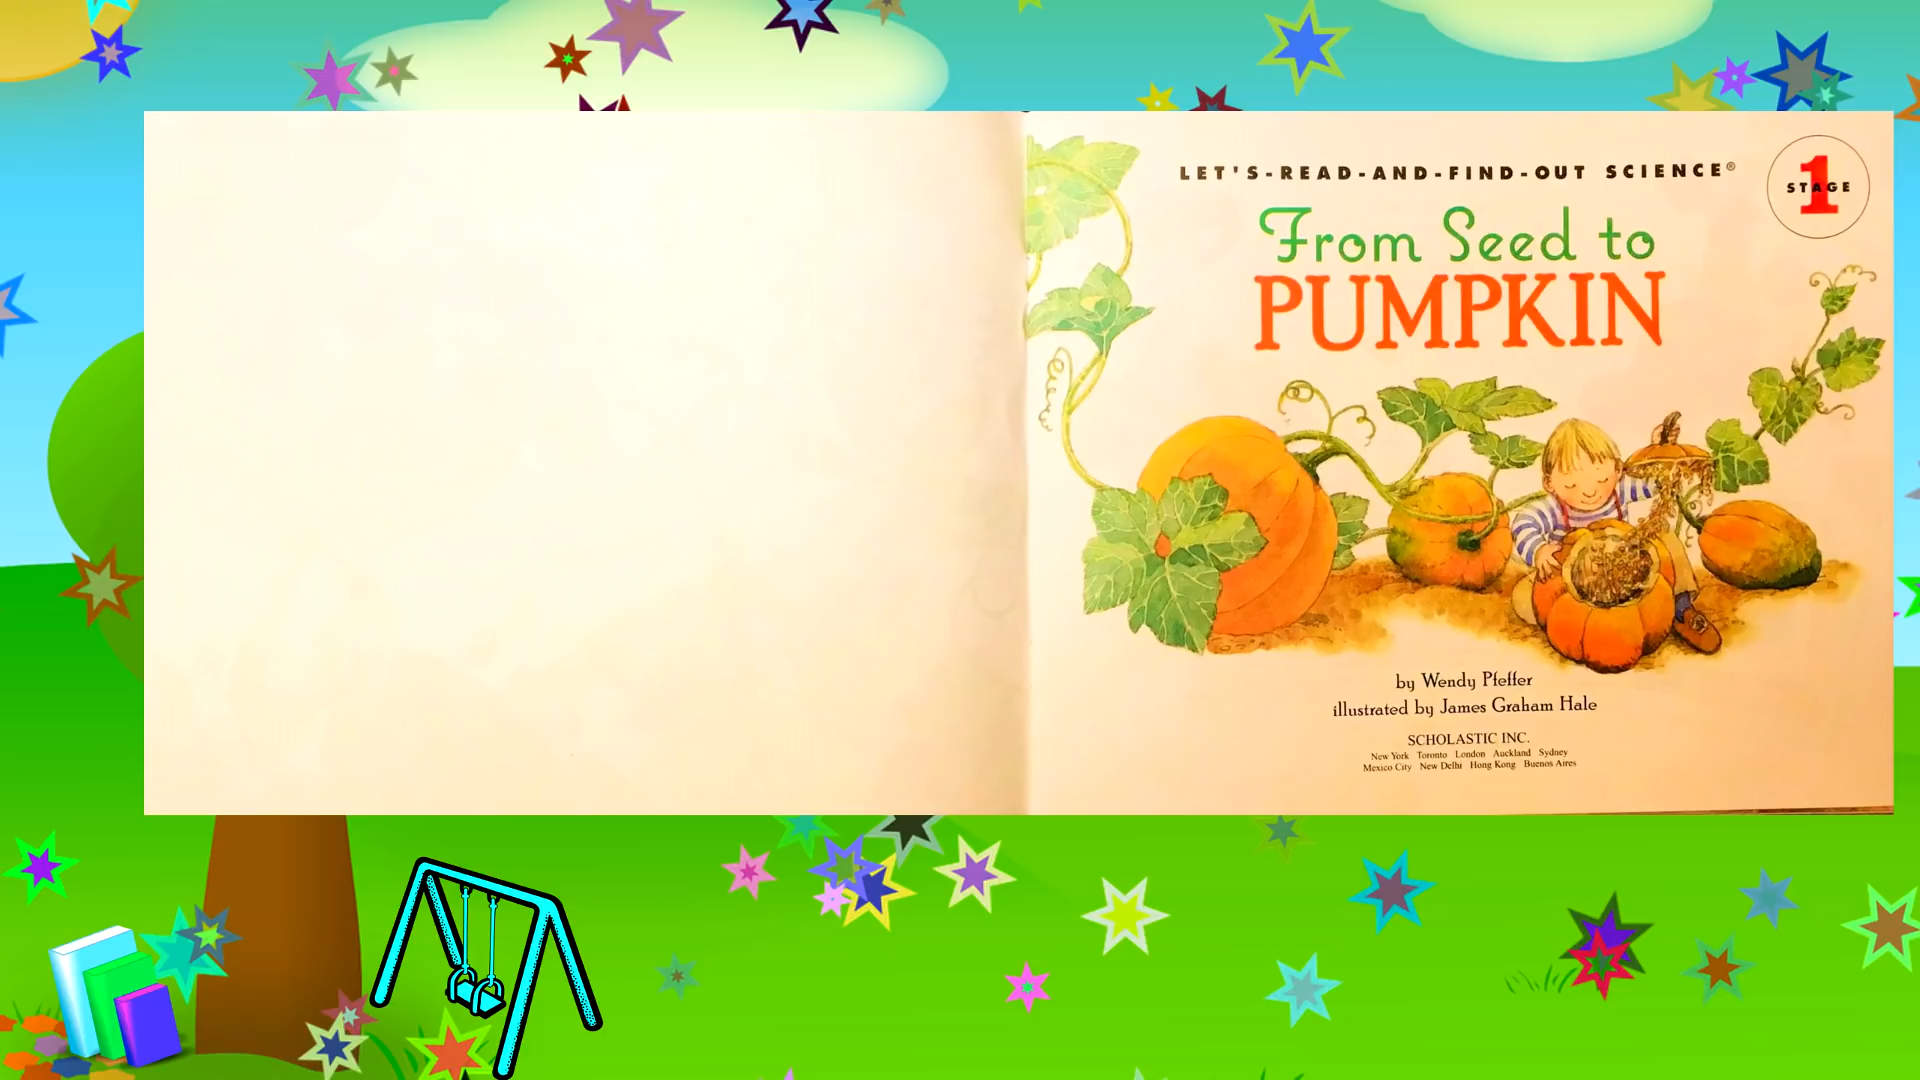 LET'S-READ-AND-FIND-OUT SCIENCE®
STAGE 1
From Seed to
PUMPKIN
by Wendy Pfeffer
illustrated by James Graham Hale
SCHOLASTIC INC.
New York Toronto London Auckland Sydney
Mexico City New Delhi Hong Kong Buenos Aires